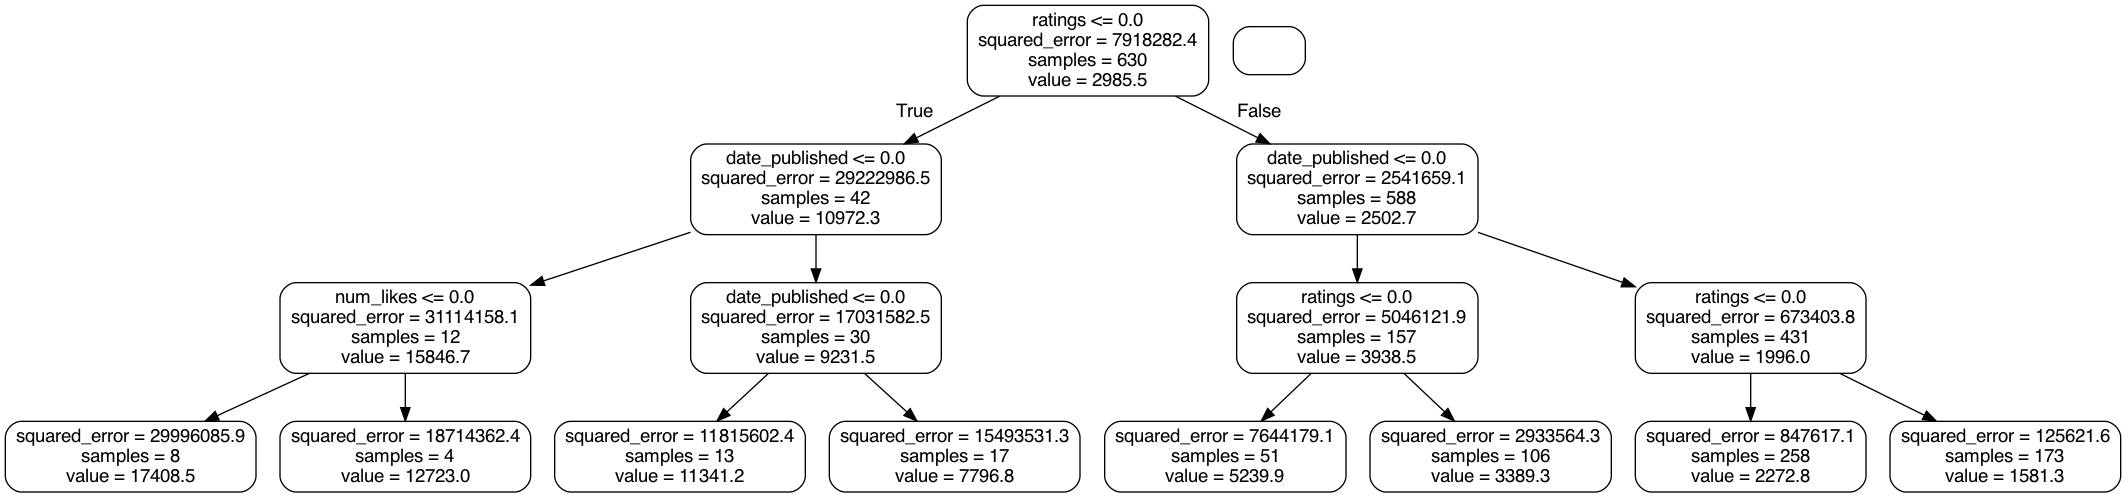 ratings <= 0.0
squared_error = 7918282.4
samples = 630
value = 2985.5
True
False
date_published <= 0.0
squared_error = 29222986.5
samples = 42
value = 10972.3
date_published <= 0.0
squared_error = 2541659.1
samples = 588
value = 2502.7
num_likes <= 0.0
squared_error = 31114158.1
samples = 12
value = 15846.7
date_published <= 0.0
squared_error = 17031582.5
samples = 30
value = 9231.5
ratings <= 0.0
squared_error = 5046121.9
samples = 157
value = 3938.5
ratings <= 0.0
squared_error = 673403.8
samples = 431
value = 1996.0
squared_error = 29996085.9
samples = 8
value = 17408.5
squared_error = 18714362.4
samples = 4
value = 12723.0
squared_error = 11815602.4
samples = 13
value = 11341.2
squared_error = 15493531.3
samples = 17
value = 7796.8
squared_error = 7644179.1
samples = 51
value = 5239.9
squared_error = 2933564.3
samples = 106
value = 3389.3
squared_error = 847617.1
samples = 258
value = 2272.8
squared_error = 125621.6
samples = 173
value = 1581.3